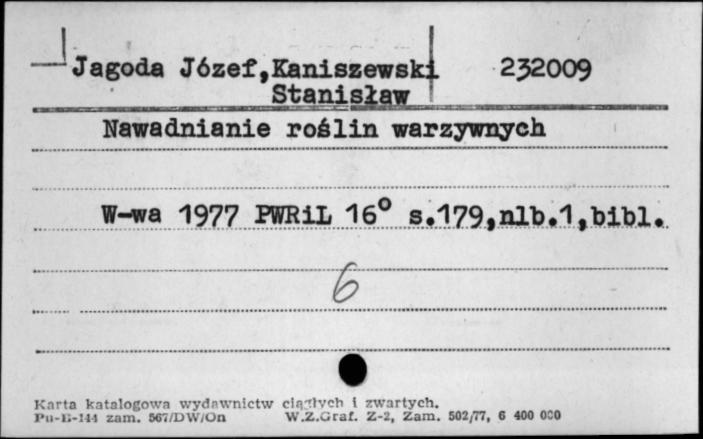 Jagoda Józef,Kaniszewski 232009
Stanisław
Nawadnianie roślin warzywnych
W-wa 1977 PWRiL 16° s.179,nlb.1,bibl.
6
Karta katalogowa wydawnictw ciągłych i zwartych.
Pu-B-144 zam. 567/DW/On W.Z.Graf. Z-2, Zam. 502/77, 6 400 000